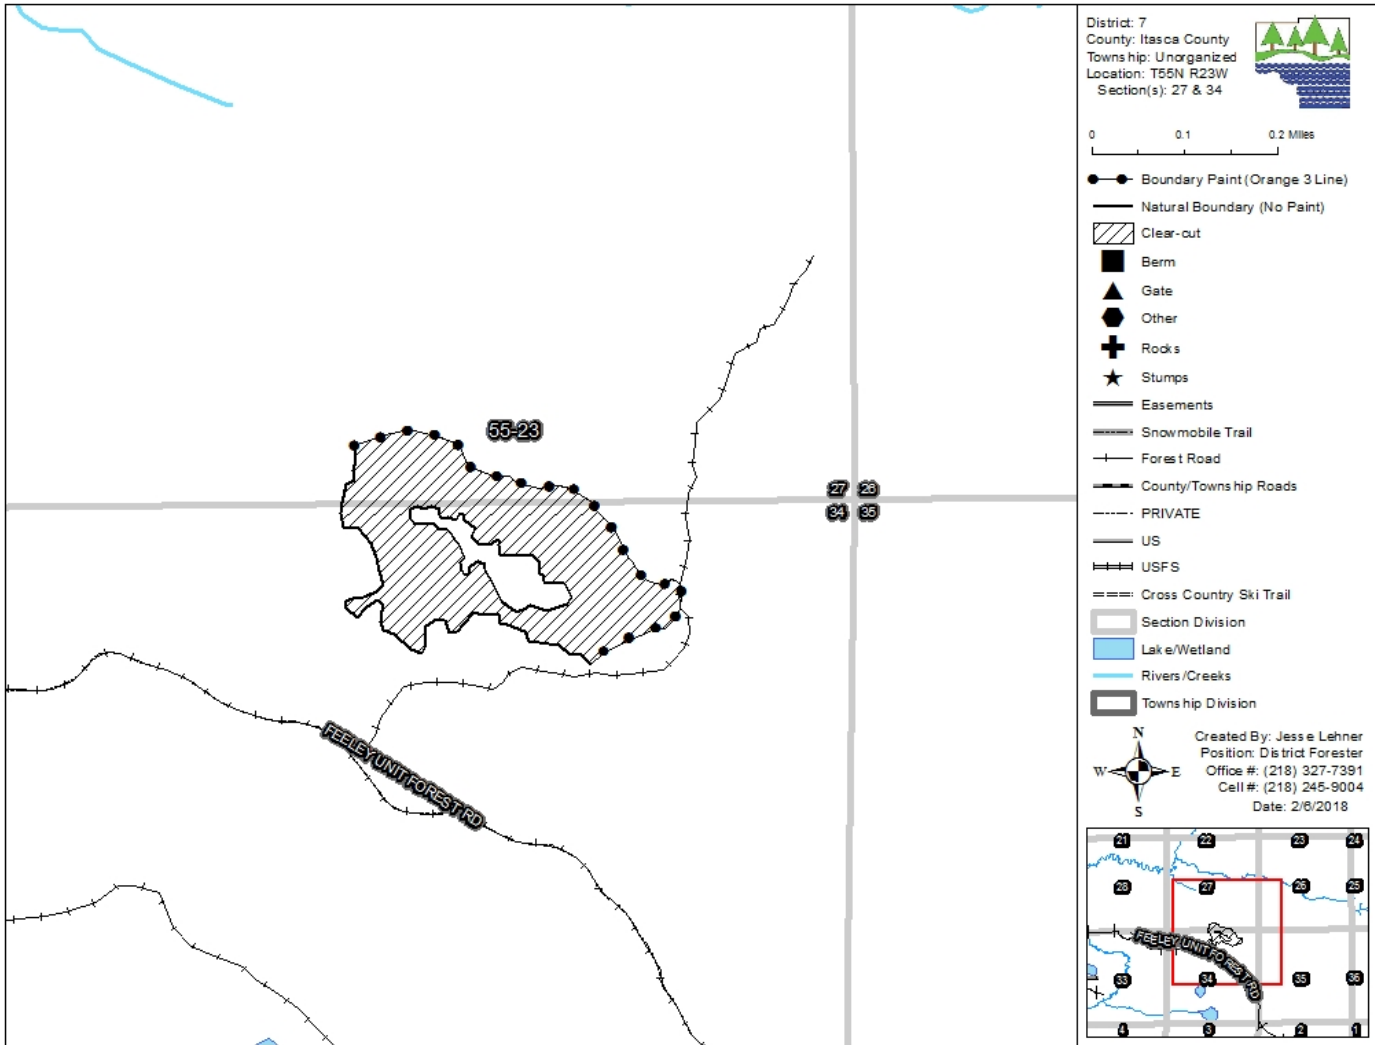 District: 7
County: Itasca County
Township: Unorganized
Location: T55N R23W
Section(s): 27 & 34
0 0.1 0.2 Miles
Boundary Paint (Orange 3 Line)
Natural Boundary (No Paint)
Clear-cut
Berm
Gate
Other
Rocks
Stumps
Easements
Snowmobile Trail
Forest Road
County/Township Roads
PRIVATE
US
USFS
Cross Country Ski Trail
Section Division
Lake/Wetland
Rivers/Creeks
Township Division
N
W E
S
Created By: Jesse Lehner
Position: District Forester
Office #: (218) 327-7391
Cell #: (218) 245-9004
Date: 2/6/2018
55-23
27 26
34 35
FEELEY UNIT FOREST RD
21 22 23 24
28 27 26 25
FEELEY UNIT FOREST RD
33 34 35 36
4 3 2 1